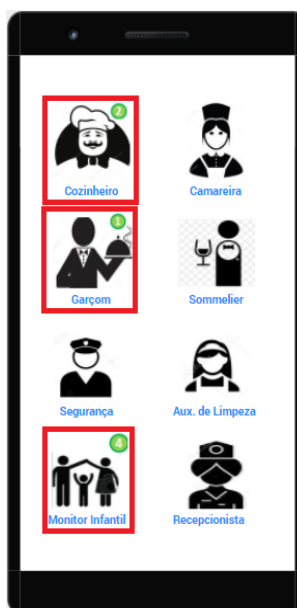 2
Cozinheiro Camareira
1
Garçom Sommelier
Segurança Aux. de Limpeza
4
Monitor Infantil Recepcionista